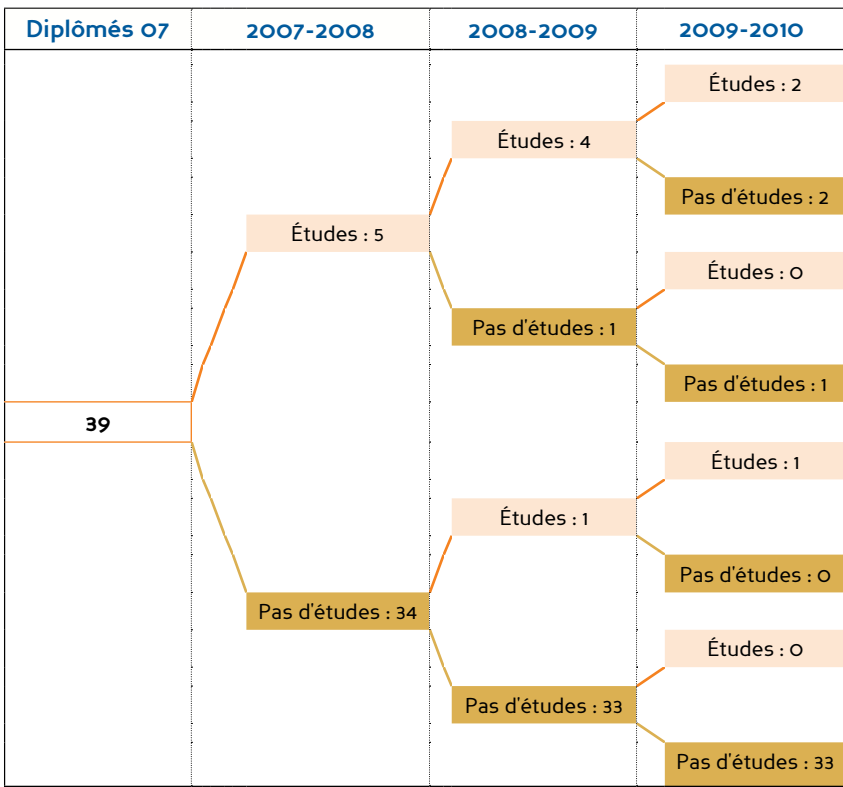 Diplômés 07 2007-2008 2008-2009 2009-2010
Études : 2
Études : 4
Pas d'études : 2
Études : 5
Études : 0
Pas d'études : 1
Pas d'études : 1
39
Études : 1
Études : 1
Pas d'études : 0
Pas d'études : 34
Études : 0
Pas d'études : 33
Pas d'études : 33